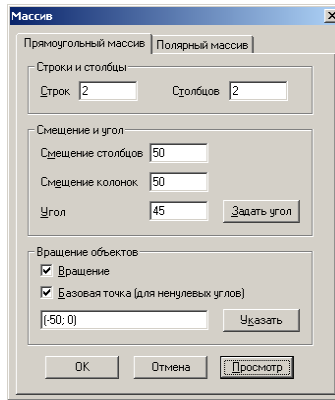 Массив
Прямоугольный массив Полярный массив
Строки и столбцы
Строк 2 Столбцов 2
Смещение и угол
Смещение столбцов 50
Смещение колонок 50
Угол 45 Задать угол
Вращение объектов
Вращение
Базовая точка (для ненулевых углов)
(-50; 0) Указать
OK Отмена Просмотр